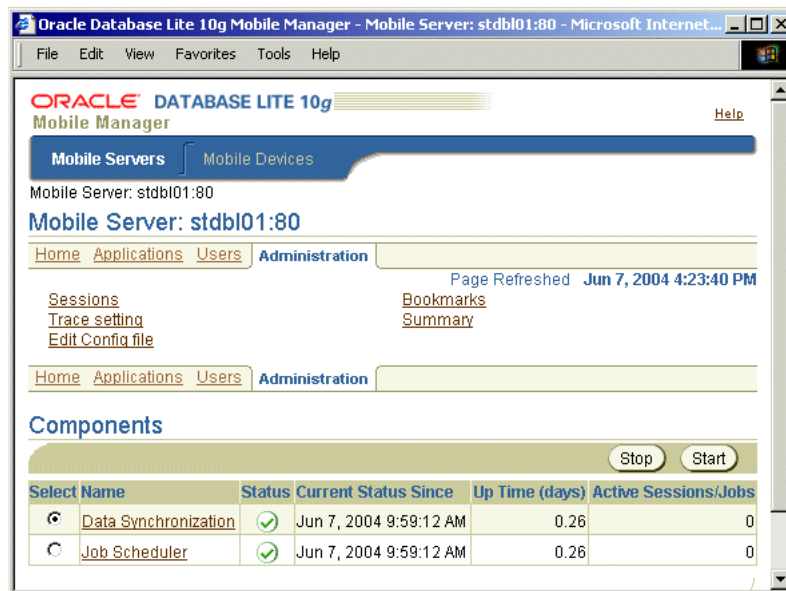 Oracle Database Lite 10g Mobile Manager - Mobile Server: stdbl01:80 - Microsoft Internet...
File Edit View Favorites Tools Help
ORACLE DATABASE LITE 10g
Mobile Manager
Help
Mobile Servers Mobile Devices
Mobile Server: stdbl01:80
Mobile Server: stdbl01:80
Home Applications Users Administration
Page Refreshed Jun 7, 2004 4:23:40 PM
Sessions Bookmarks
Trace setting Summary
Edit Config file
Home Applications Users Administration
Components
Stop Start
Select Name Status Current Status Since Up Time (days) Active Sessions/Jobs
Data Synchronization Jun 7, 2004 9:59:12 AM 0.26 0
Job Scheduler Jun 7, 2004 9:59:12 AM 0.26 0